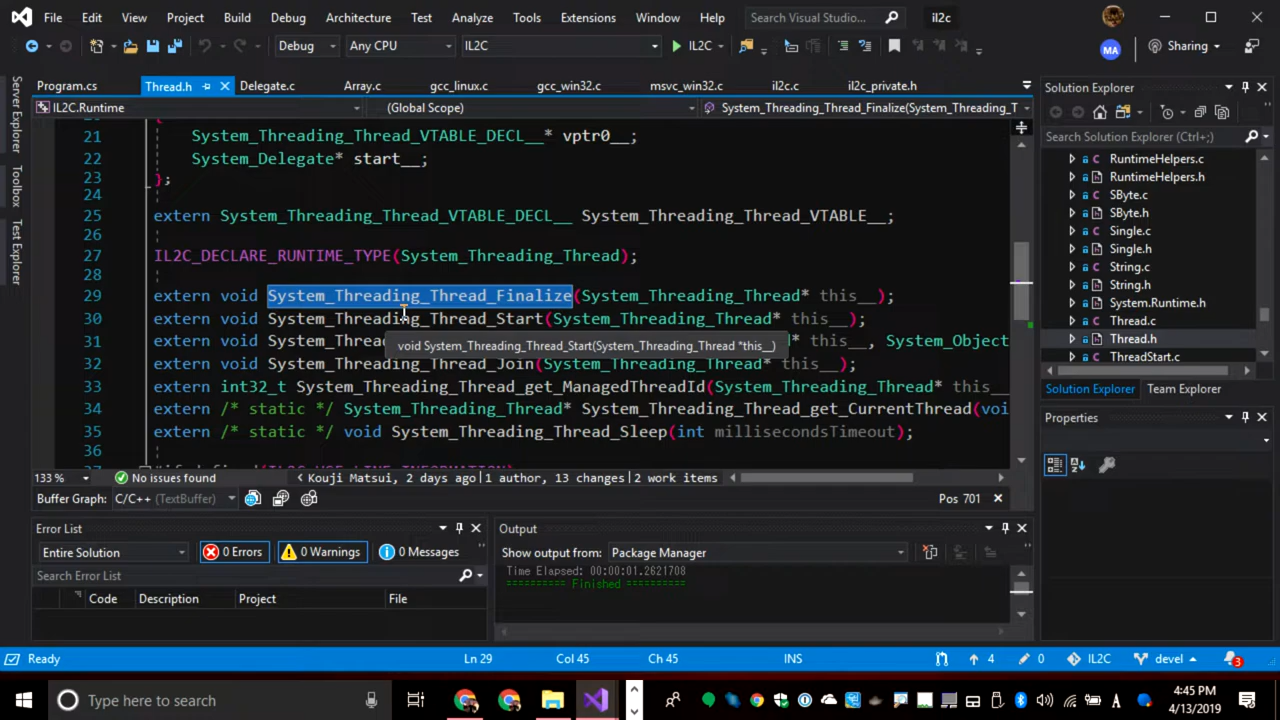 File Edit View Project Build Debug Architecture Test Analyze Tools Extensions Window Help Search Visual Studio... il2c
Debug Any CPU IL2C IL2C MA Sharing
Program.cs Thread.h Delegate.c Array.c gcc_linux.c gcc_win32.c msvc_win32.c il2c.c il2c_private.h
IL2C.Runtime (Global Scope) System_Threading_Thread_Finalize(System_Threading_T
Server Explorer
Toolbox
Test Explorer
21 System_Threading_Thread_VTABLE_DECL__* vptr0__;
22 System_Delegate* start__;
23 };
24
25 extern System_Threading_Thread_VTABLE_DECL__ System_Threading_Thread_VTABLE__;
26
27 IL2C_DECLARE_RUNTIME_TYPE(System_Threading_Thread);
28
29 extern void System_Threading_Thread_Finalize(System_Threading_Thread* this__);
30 extern void System_Threading_Thread_Start(System_Threading_Thread* this__);
31 extern void System_Threa * this__, System_Object
void System_Threading_Thread_Start(System_Threading_Thread *this__)
32 extern void System_Threading_Thread_Join(System_Threading_Thread* this__);
33 extern int32_t System_Threading_Thread_get_ManagedThreadId(System_Threading_Thread* this__
34 extern /* static */ System_Threading_Thread* System_Threading_Thread_get_CurrentThread(voi
35 extern /* static */ void System_Threading_Thread_Sleep(int millisecondsTimeout);
36
133 % No issues found Kouji Matsui, 2 days ago | 1 author, 13 changes | 2 work items
Buffer Graph: C/C++ (TextBuffer) Pos 701
Error List
Entire Solution 0 Errors 0 Warnings 0 Messages
Search Error List
Code Description Project File
Output
Show output from: Package Manager
Time Elapsed: 00:00:01.2621708
========== Finished ==========
Solution Explorer
Search Solution Explorer (Ctrl+;)
RuntimeHelpers.c
RuntimeHelpers.h
SByte.c
SByte.h
Single.c
Single.h
String.c
String.h
System.Runtime.h
Thread.c
Thread.h
ThreadStart.c
Solution Explorer Team Explorer
Properties
Ready Ln 29 Col 45 Ch 45 INS 4 0 IL2C devel 3
Type here to search A 4:45 PM
4/13/2019